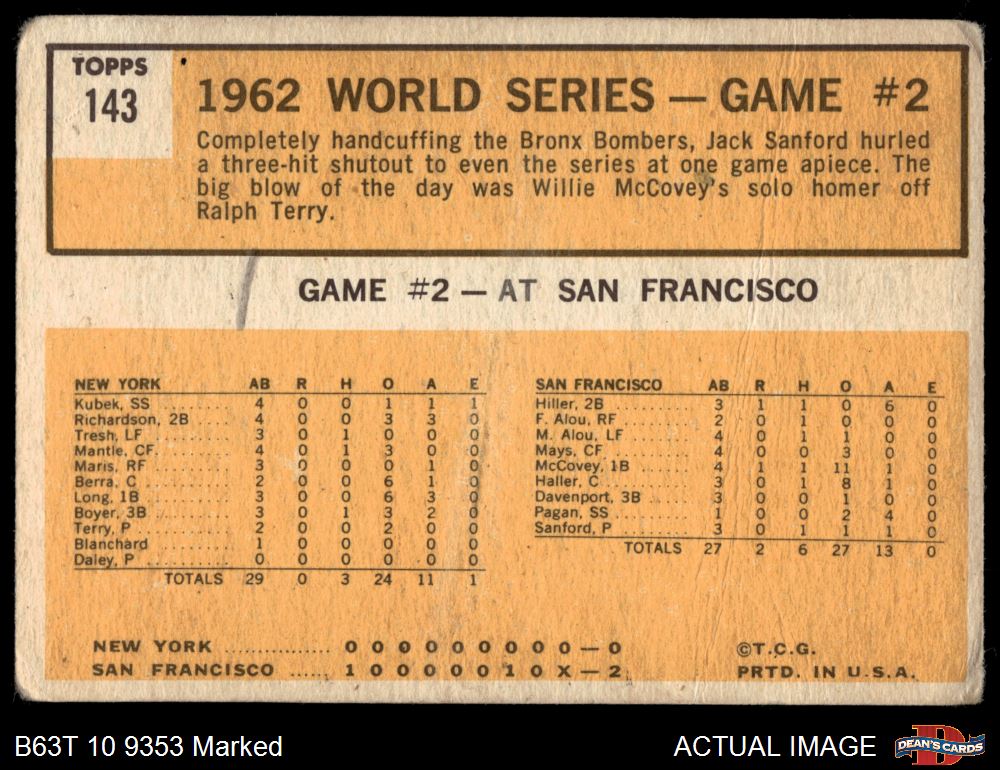 TOPPS
143
1962 WORLD SERIES — GAME #2
Completely handcuffing the Bronx Bombers, Jack Sanford hurled
a three-hit shutout to even the series at one game apiece. The
big blow of the day was Willie McCovey's solo homer off
Ralph Terry.
GAME #2 — AT SAN FRANCISCO
NEW YORK AB R H O A E
Kubek, SS ........ 4 0 0 1 1 1
Richardson, 2B .... 4 0 0 3 3 0
Tresh, LF ........ 3 0 1 0 0 0
Mantle, CF. ....... 4 0 1 3 0 0
Maris, RF ........ 3 0 0 0 1 0
Berra, C ........ 2 0 0 6 1 0
Long, 1B ........ 3 0 0 6 3 0
Boyer, 3B ........ 3 0 1 3 2 0
Terry, P ........ 2 0 0 2 0 0
Blanchard ........ 1 0 0 0 0 0
Daley, P ........ 0 0 0 0 0 0
TOTALS 29 0 3 24 11 1
SAN FRANCISCO AB R H O A E
Hiller, 2B ........ 3 1 1 0 6 0
F. Alou, RF ....... 2 0 1 0 0 0
M. Alou, LF ....... 4 0 1 1 0 0
Mays, CF ........ 4 0 0 3 0 0
McCovey, 1B ...... 4 1 1 11 1 0
Haller, C ........ 3 0 1 8 1 0
Davenport, 3B .... 3 0 0 1 0 0
Pagan, SS ........ 1 0 0 2 4 0
Sanford, P ....... 3 0 1 1 1 0
TOTALS 27 2 6 27 13 0
NEW YORK ............... 0 0 0 0 0 0 0 0 0 — 0
SAN FRANCISCO ...... 1 0 0 0 0 0 1 0 X — 2
©T.C.G.
PRTD. IN U.S.A.
B63T 10 9353 Marked
ACTUAL IMAGE
DEAN'S CARDS